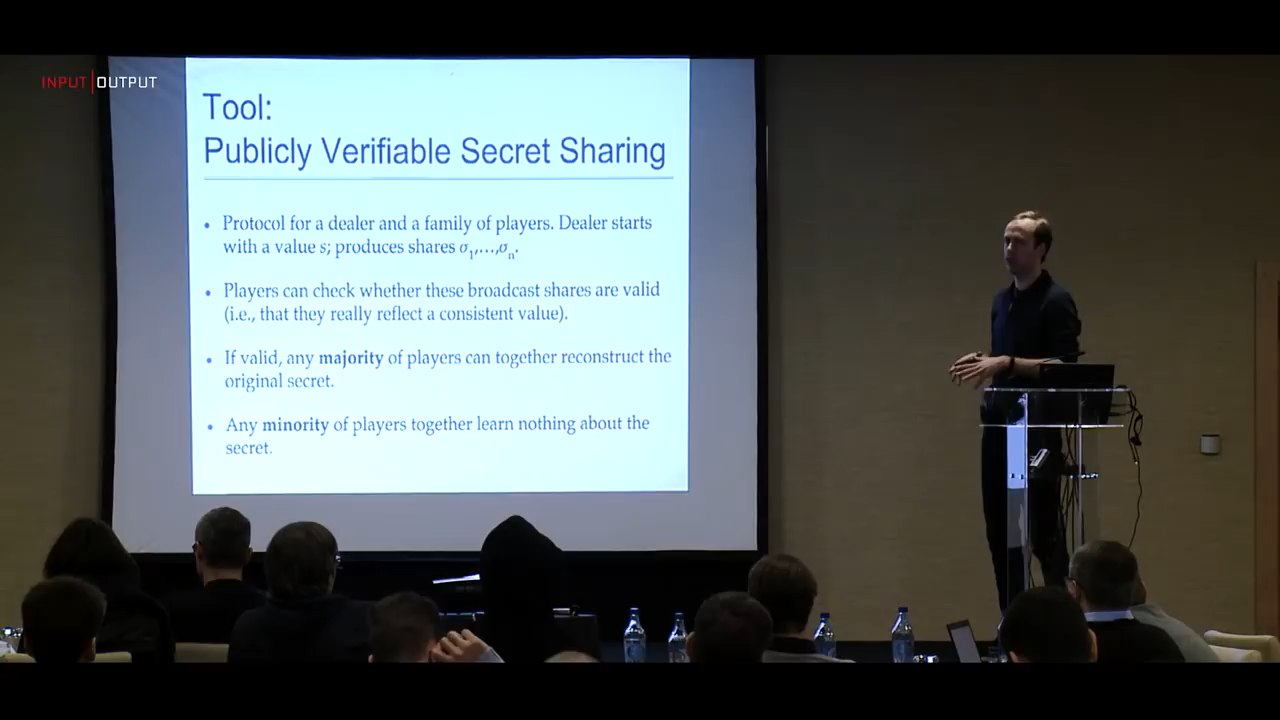 INPUT|OUTPUT
Tool:
Publicly Verifiable Secret Sharing
• Protocol for a dealer and a family of players. Dealer starts
with a value s; produces shares σ1,…,σn.
• Players can check whether these broadcast shares are valid
(i.e., that they really reflect a consistent value).
• If valid, any majority of players can together reconstruct the
original secret.
• Any minority of players together learn nothing about the
secret.